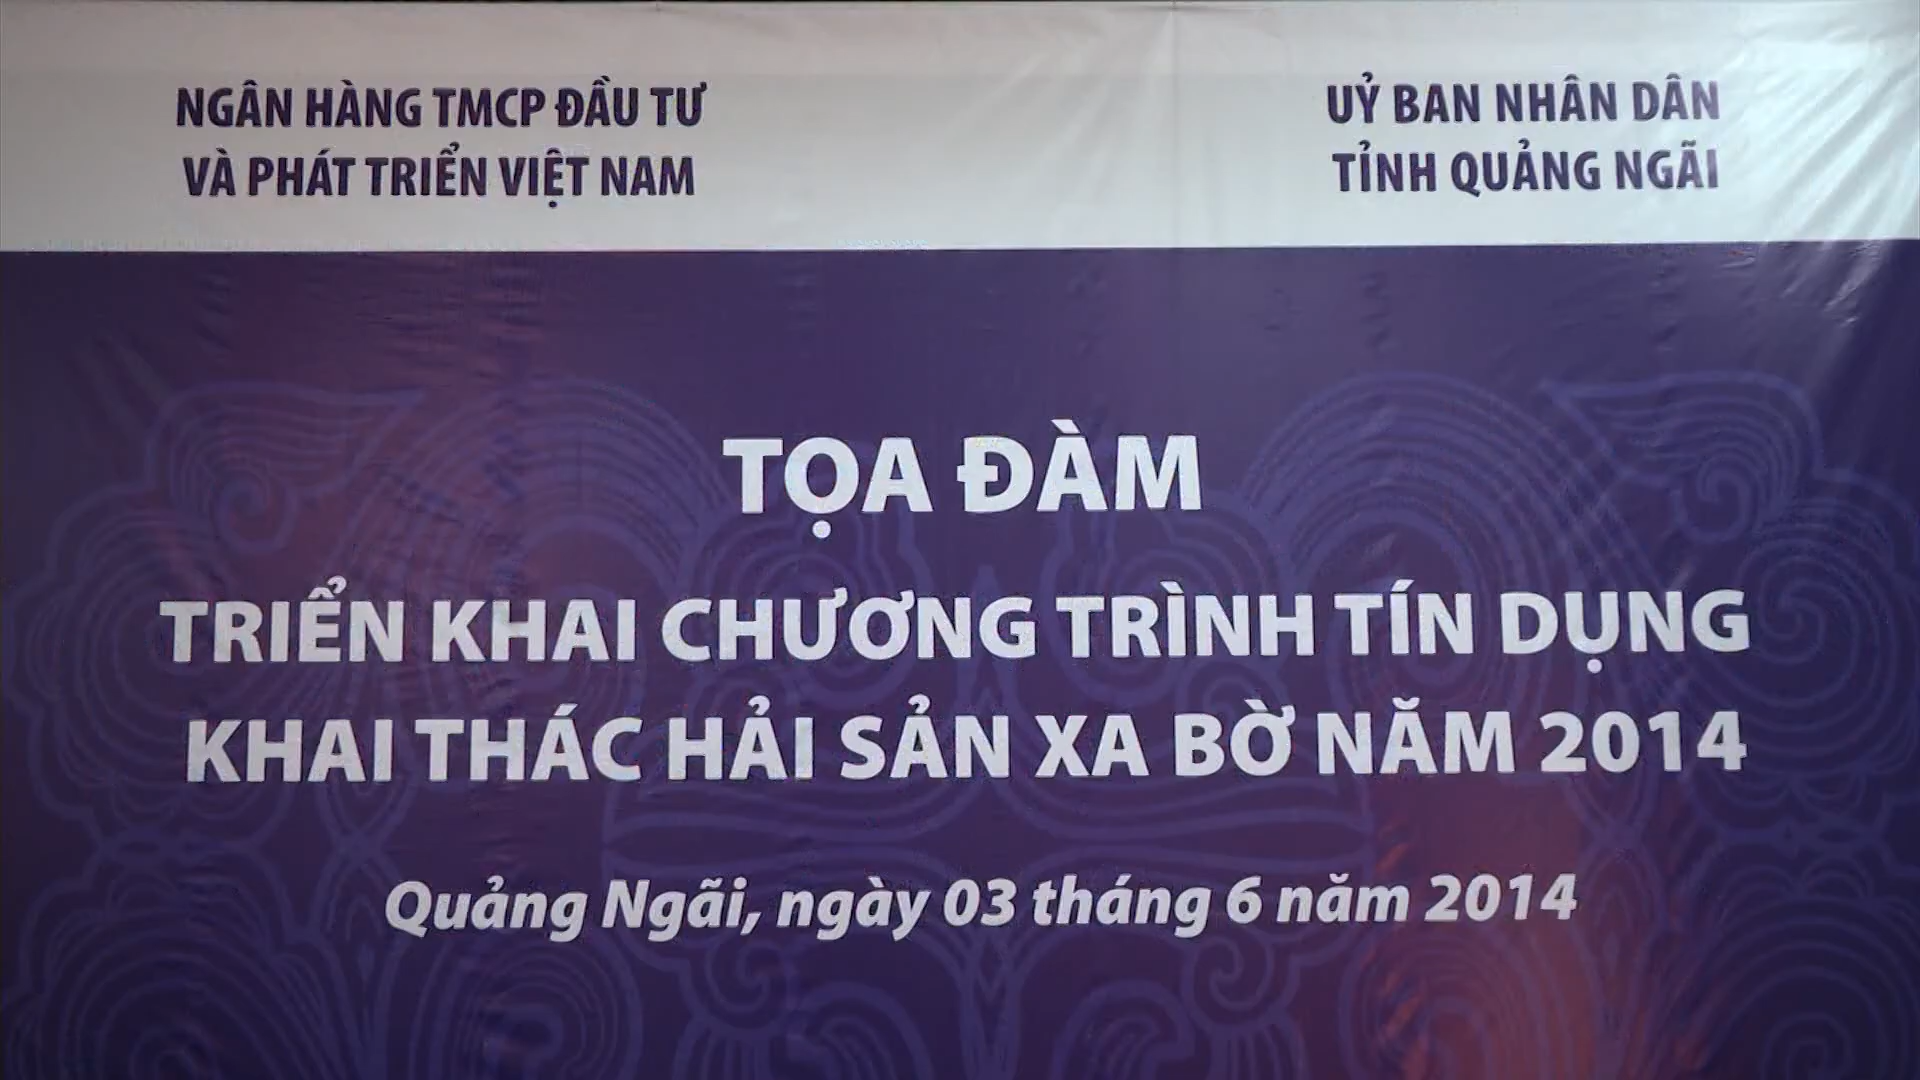 NGÂN HÀNG TMCP ĐẦU TƯ
VÀ PHÁT TRIỂN VIỆT NAM
UỶ BAN NHÂN DÂN
TỈNH QUẢNG NGÃI
TỌA ĐÀM
TRIỂN KHAI CHƯƠNG TRÌNH TÍN DỤNG
KHAI THÁC HẢI SẢN XA BỜ NĂM 2014
Quảng Ngãi, ngày 03 tháng 6 năm 2014